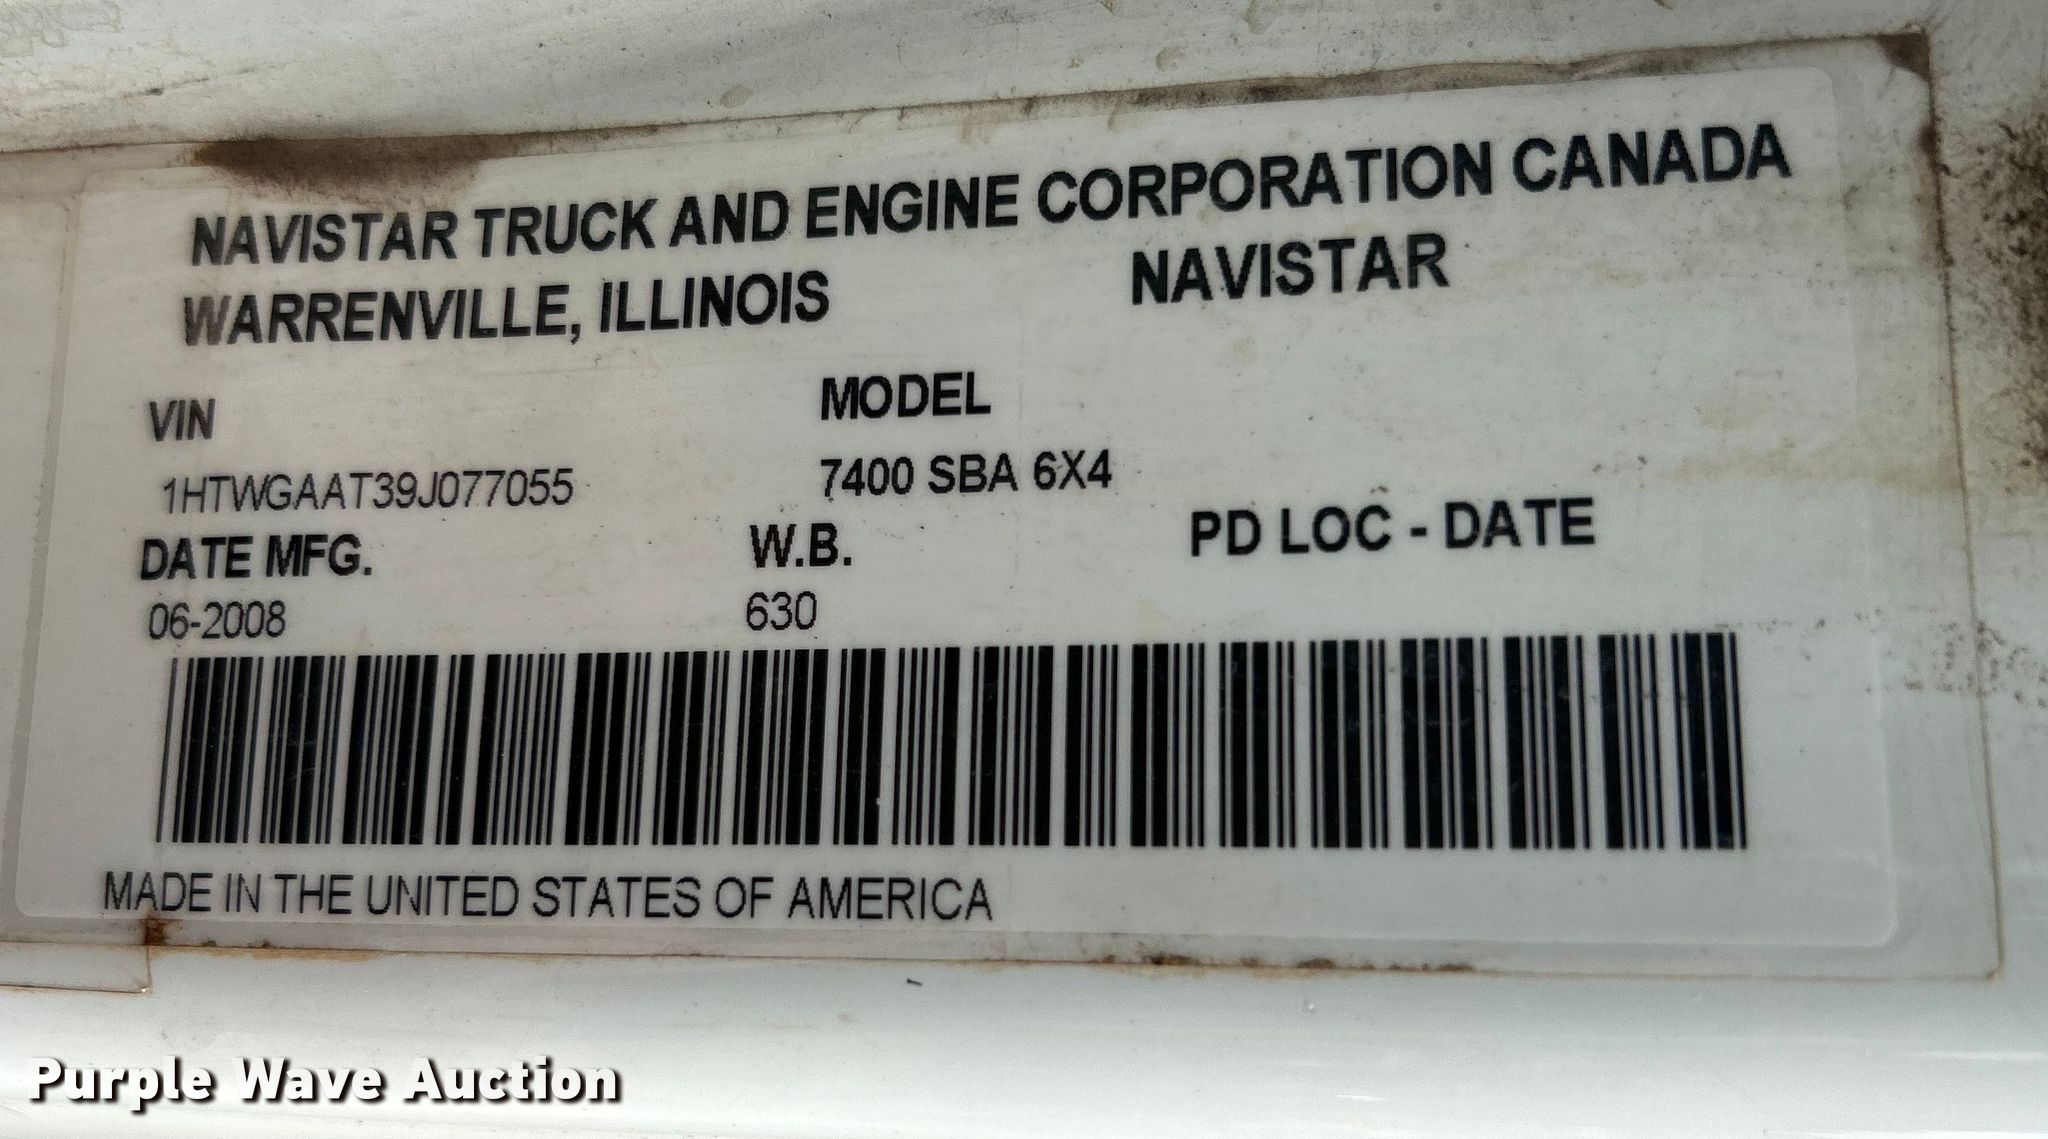 NAVISTAR TRUCK AND ENGINE CORPORATION CANADA
WARRENVILLE, ILLINOIS NAVISTAR
VIN MODEL
1HTWGAAT39J077055 7400 SBA 6X4
DATE MFG. W.B. PD LOC - DATE
06-2008 630
MADE IN THE UNITED STATES OF AMERICA
Purple Wave Auction